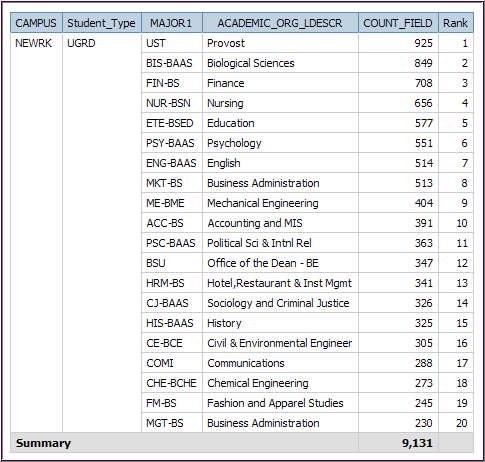 CAMPUS Student_Type MAJOR1 ACADEMIC_ORG_LDESCR COUNT_FIELD Rank
NEWRK UGRD UST Provost 925 1
BIS-BAAS Biological Sciences 849 2
FIN-BS Finance 708 3
NUR-BSN Nursing 656 4
ETE-BSED Education 577 5
PSY-BAAS Psychology 551 6
ENG-BAAS English 514 7
MKT-BS Business Administration 513 8
ME-BME Mechanical Engineering 404 9
ACC-BS Accounting and MIS 391 10
PSC-BAAS Political Sci & Intnl Rel 363 11
BSU Office of the Dean - BE 347 12
HRM-BS Hotel,Restaurant & Inst Mgmt 341 13
CJ-BAAS Sociology and Criminal Justice 326 14
HIS-BAAS History 325 15
CE-BCE Civil & Environmental Engineer 305 16
COMI Communications 288 17
CHE-BCHE Chemical Engineering 273 18
FM-BS Fashion and Apparel Studies 245 19
MGT-BS Business Administration 230 20
Summary 9,131